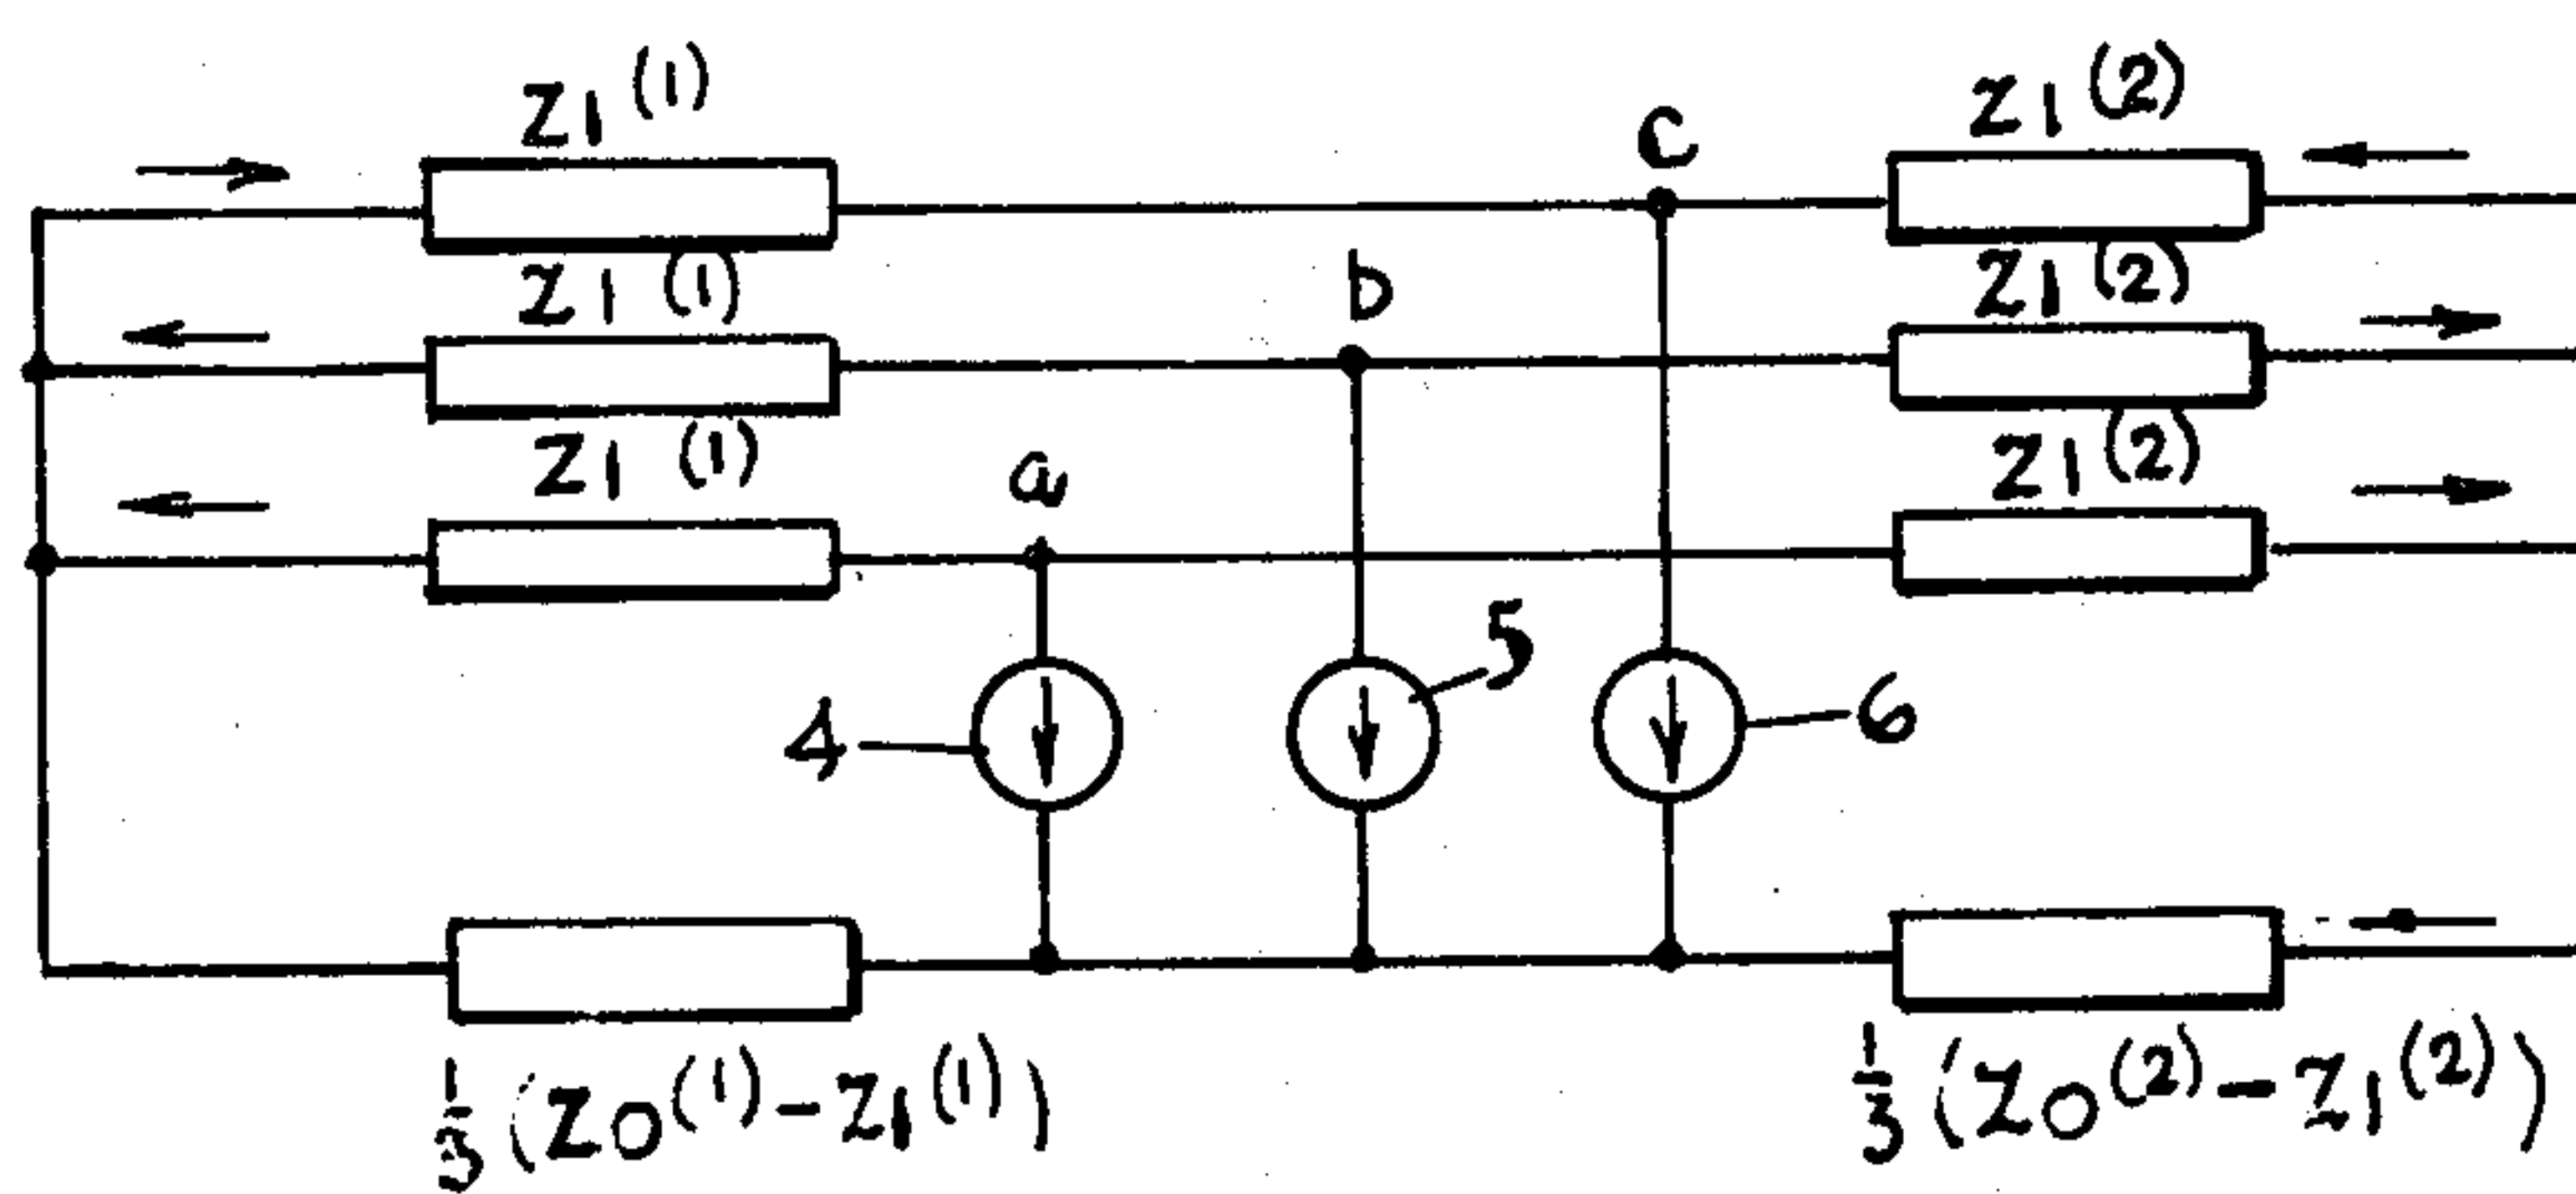 Z1(1) C Z1(2)
Z1(1) b Z1(2)
Z1(1) a Z1(2)
4 5 6
1/3 (Z0(1)-Z1(1)) 1/3 (Z0(2)-Z1(2))